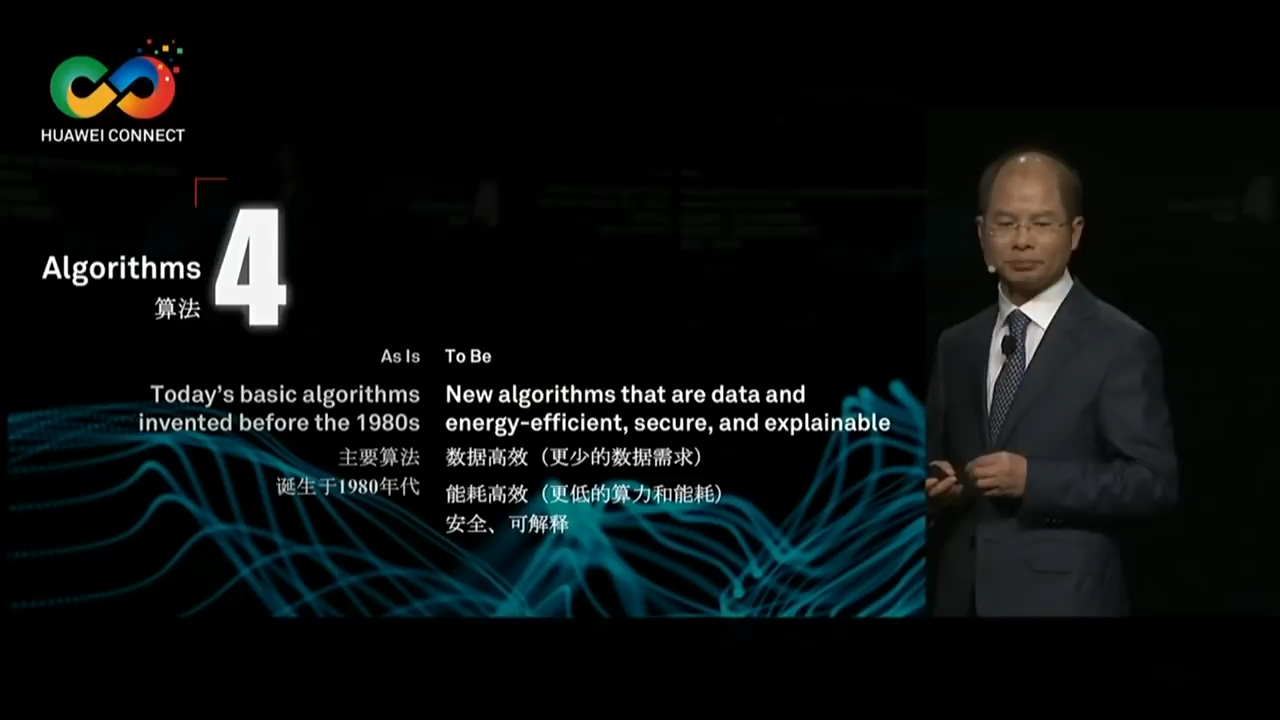 HUAWEI CONNECT
4
Algorithms
算法
As Is
To Be
Today's basic algorithms
invented before the 1980s
主要算法
诞生于1980年代
New algorithms that are data and
energy-efficient, secure, and explainable
数据高效（更少的数据需求）
能耗高效（更低的算力和能耗）
安全、可解释